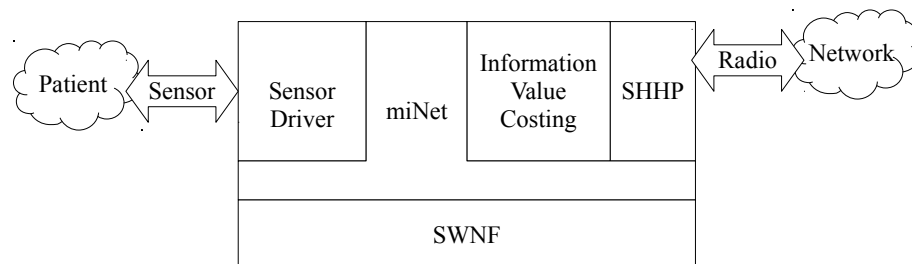 Patient
Sensor
Sensor
Driver
miNet
Information
Value
Costing
SHHP
Radio
Network
SWNF